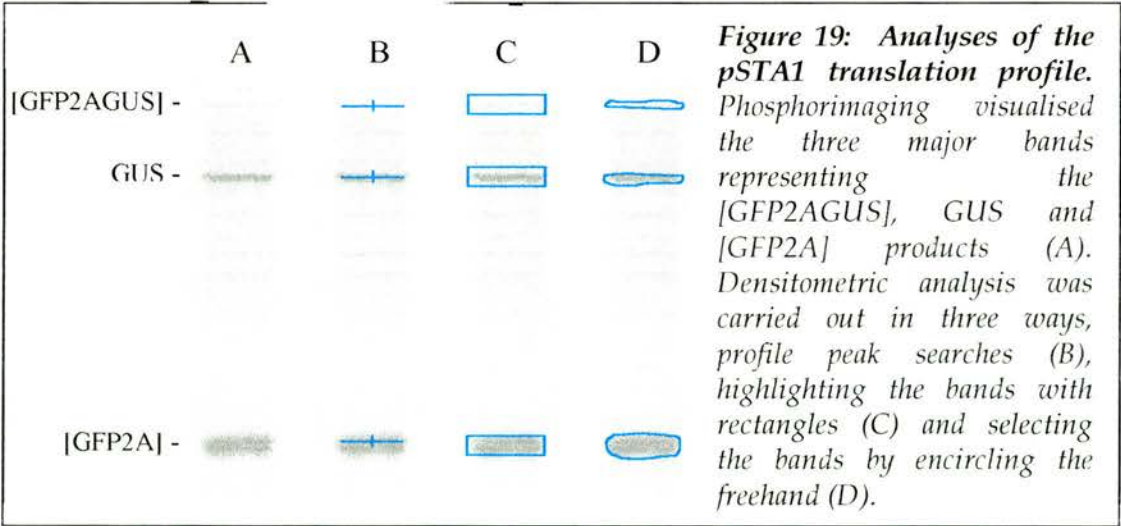 A B C D
[GFP2AGUS] -
GUS -
[GFP2A] -
Figure 19: Analyses of the
pSTA1 translation profile.
Phosphorimaging visualised
the three major bands
representing the
[GFP2AGUS], GUS and
[GFP2A] products (A).
Densitometric analysis was
carried out in three ways,
profile peak searches (B),
highlighting the bands with
rectangles (C) and selecting
the bands by encircling the
freehand (D).